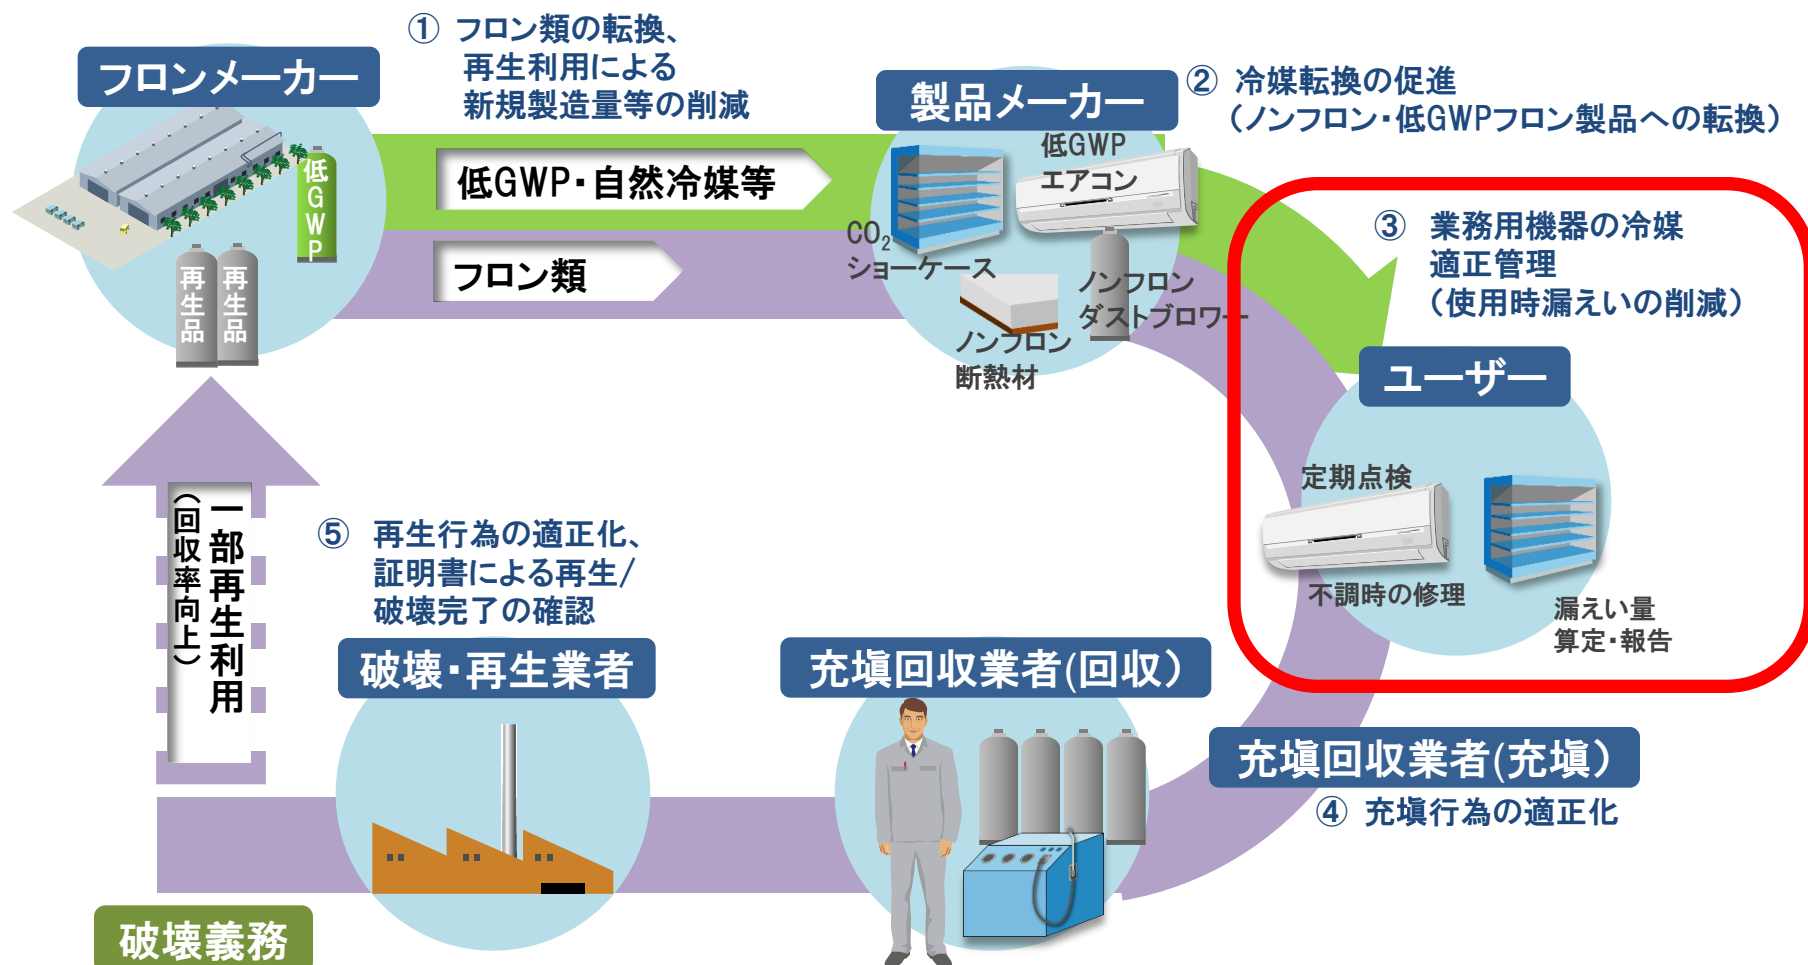 ① フロン類の転換、
再生利用による
新規製造量等の削減
フロンメーカー
低GWP
再生品
再生品
低GWP・自然冷媒等
フロン類
製品メーカー
低GWP
エアコン
CO₂
ショーケース
ノンフロン
ダストブロワー
ノンフロン
断熱材
② 冷媒転換の促進
（ノンフロン・低GWPフロン製品への転換）
③ 業務用機器の冷媒
適正管理
（使用時漏えいの削減）
ユーザー
定期点検
不調時の修理
漏えい量
算定・報告
充塡回収業者(充塡）
④ 充塡行為の適正化
充塡回収業者(回収）
⑤ 再生行為の適正化、
証明書による再生/
破壊完了の確認
破壊・再生業者
一部再生利用
（回収率向上）
破壊義務